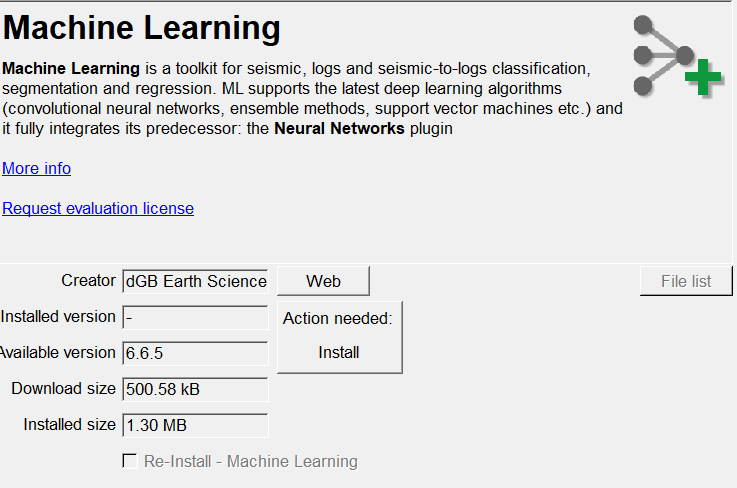 Machine Learning
Machine Learning is a toolkit for seismic, logs and seismic-to-logs classification,
segmentation and regression. ML supports the latest deep learning algorithms
(convolutional neural networks, ensemble methods, support vector machines etc.) and
it fully integrates its predecessor: the Neural Networks plugin
More info
Request evaluation license
Creator dGB Earth Science Web File list
Installed version - Action needed:
Available version 6.6.5 Install
Download size 500.58 kB
Installed size 1.30 MB
Re-Install - Machine Learning